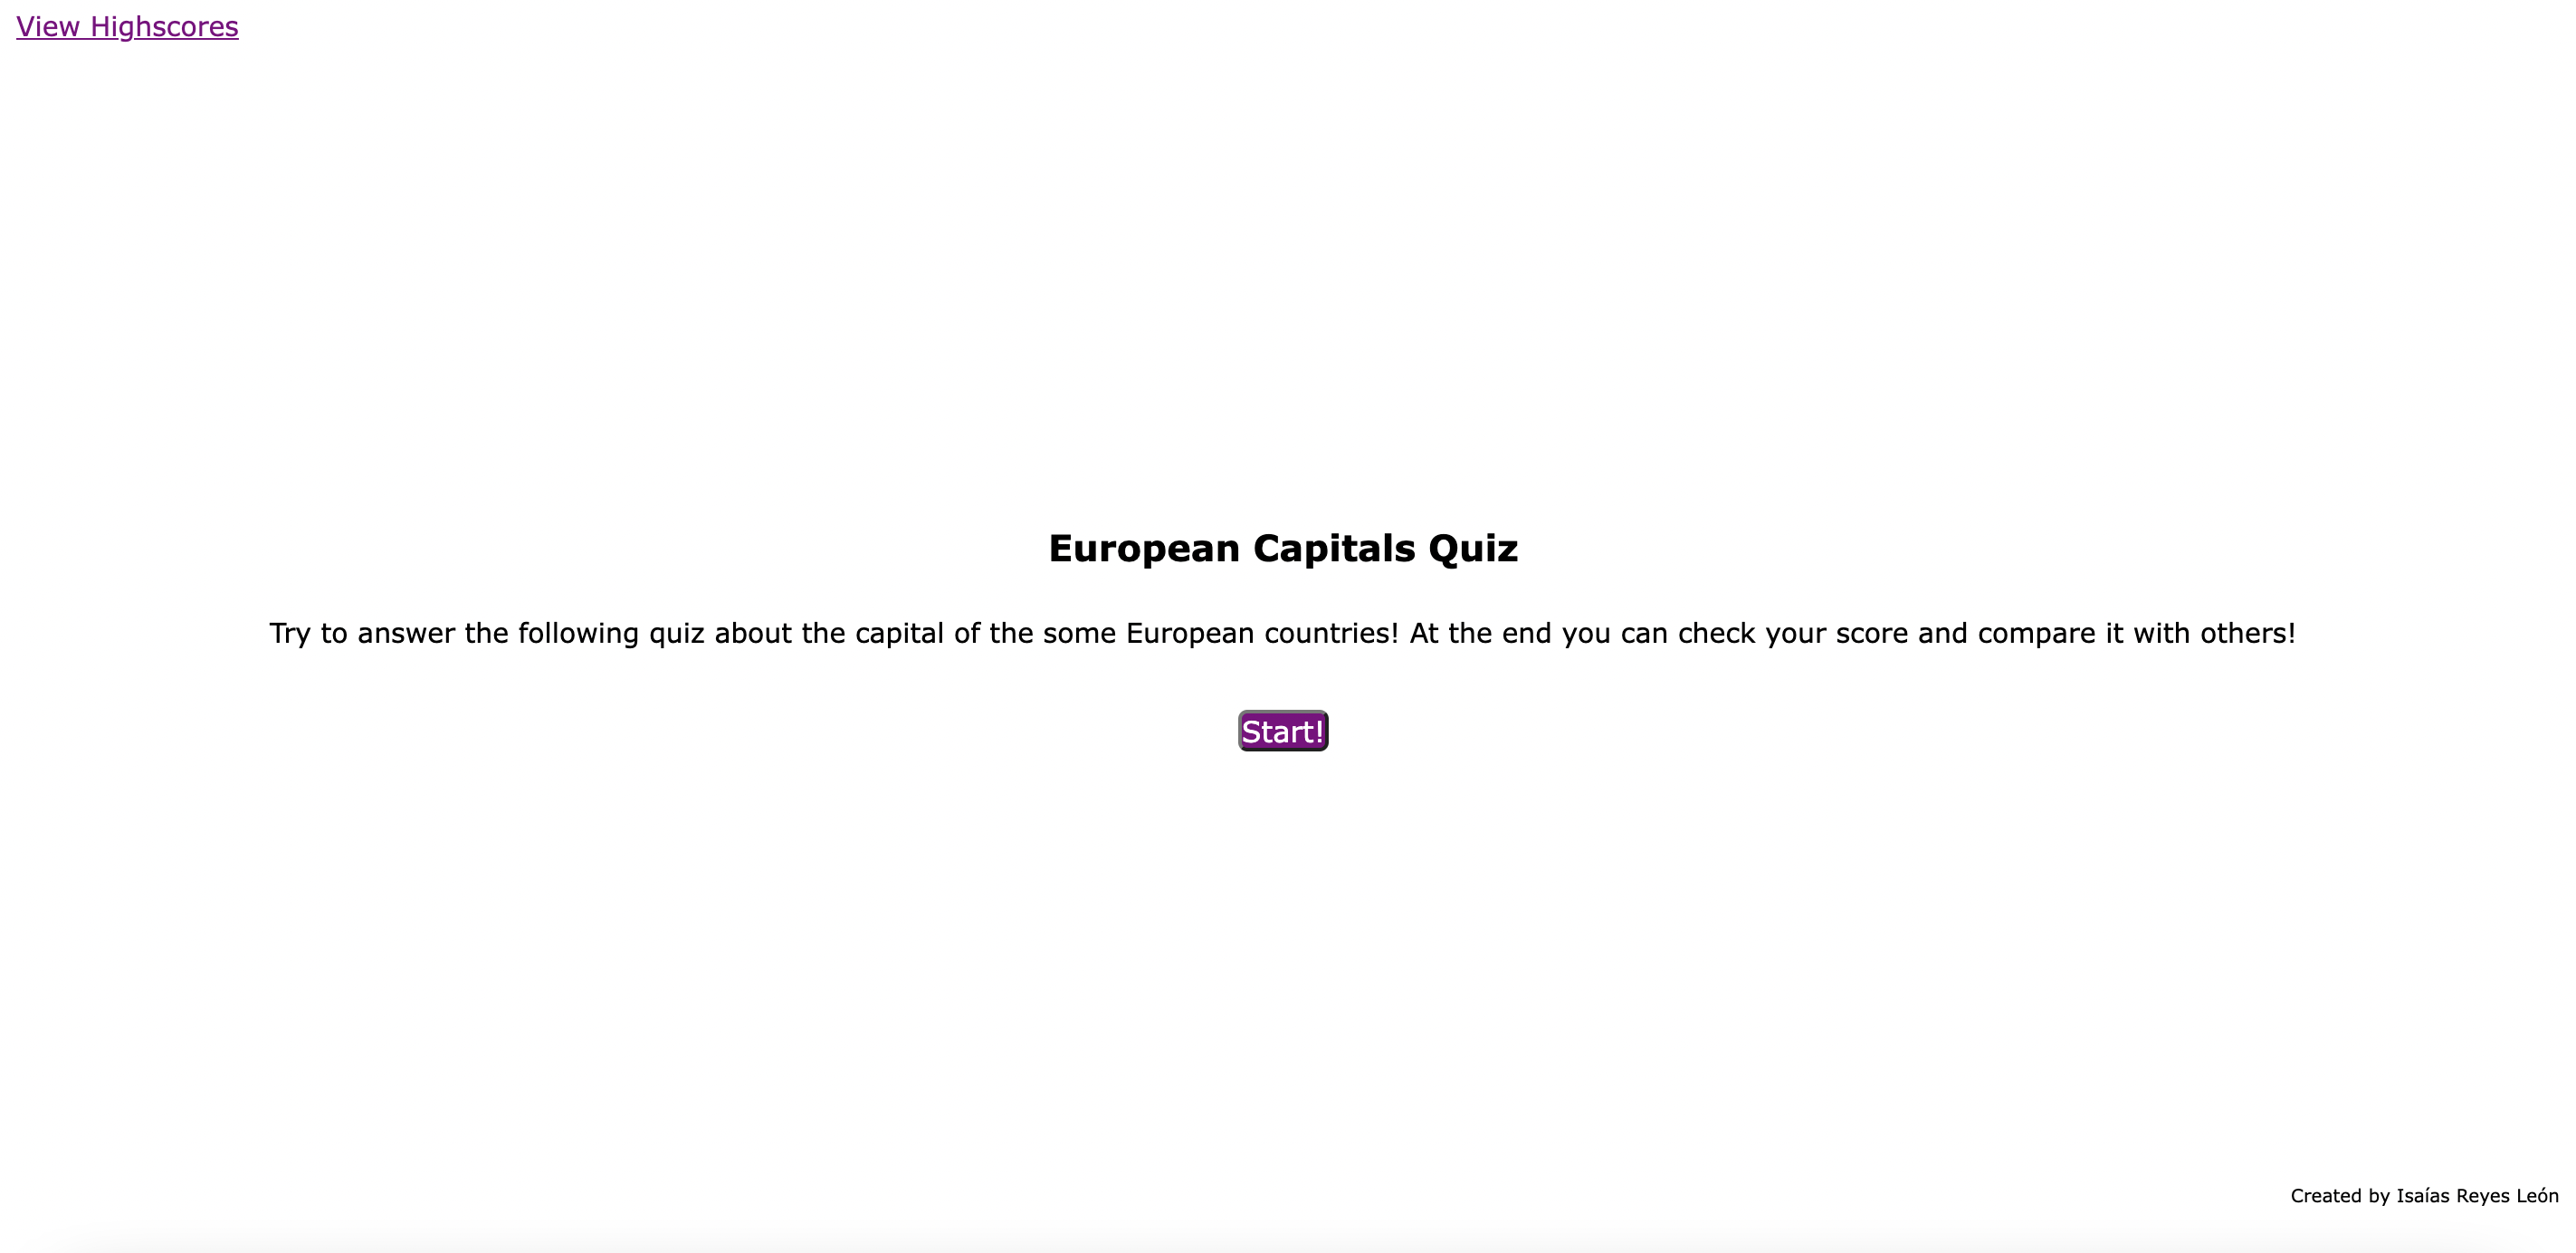 View Highscores
European Capitals Quiz
Try to answer the following quiz about the capital of the some European countries! At the end you can check your score and compare it with others!
Start!
Created by Isaías Reyes León